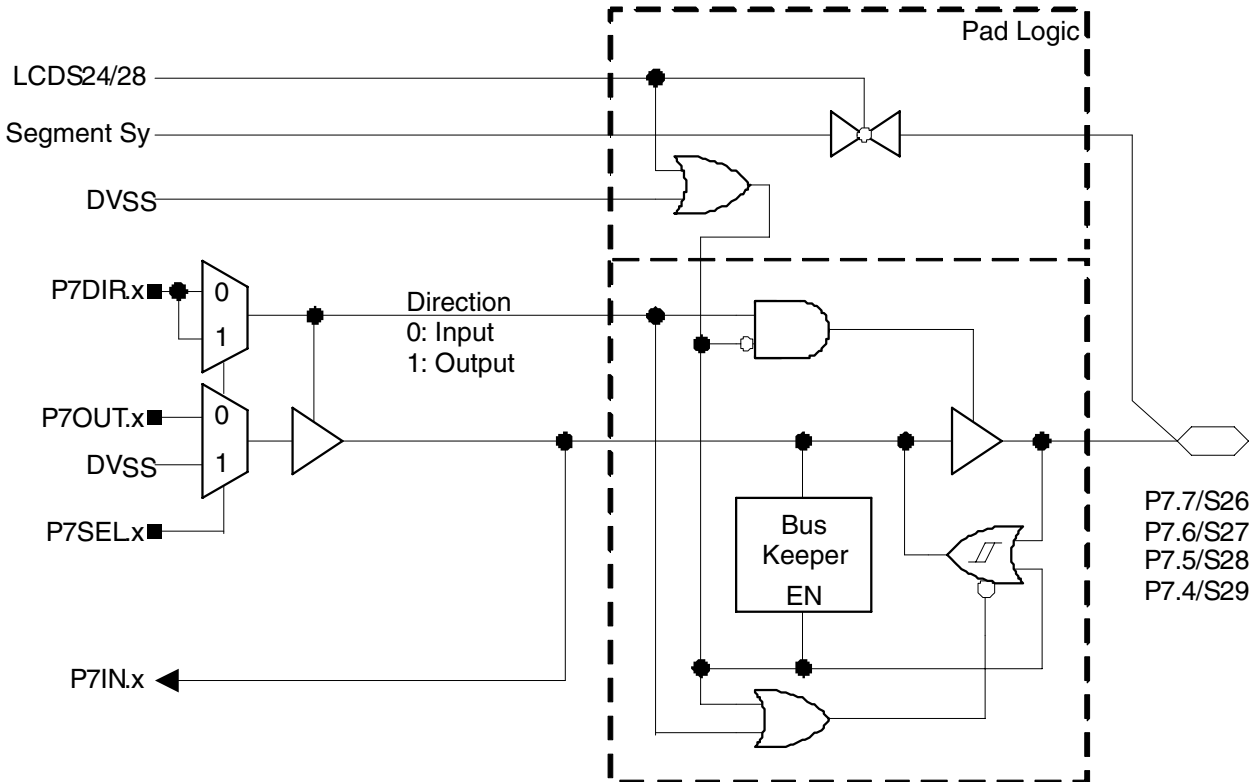 Pad Logic
LCDS24/28
Segment Sy
DVSS
P7DIR.x
0
1
Direction
0: Input
1: Output
P7OUT.x
0
DVSS
1
P7SEL.x
Bus
Keeper
EN
P7.7/S26
P7.6/S27
P7.5/S28
P7.4/S29
P7IN.x